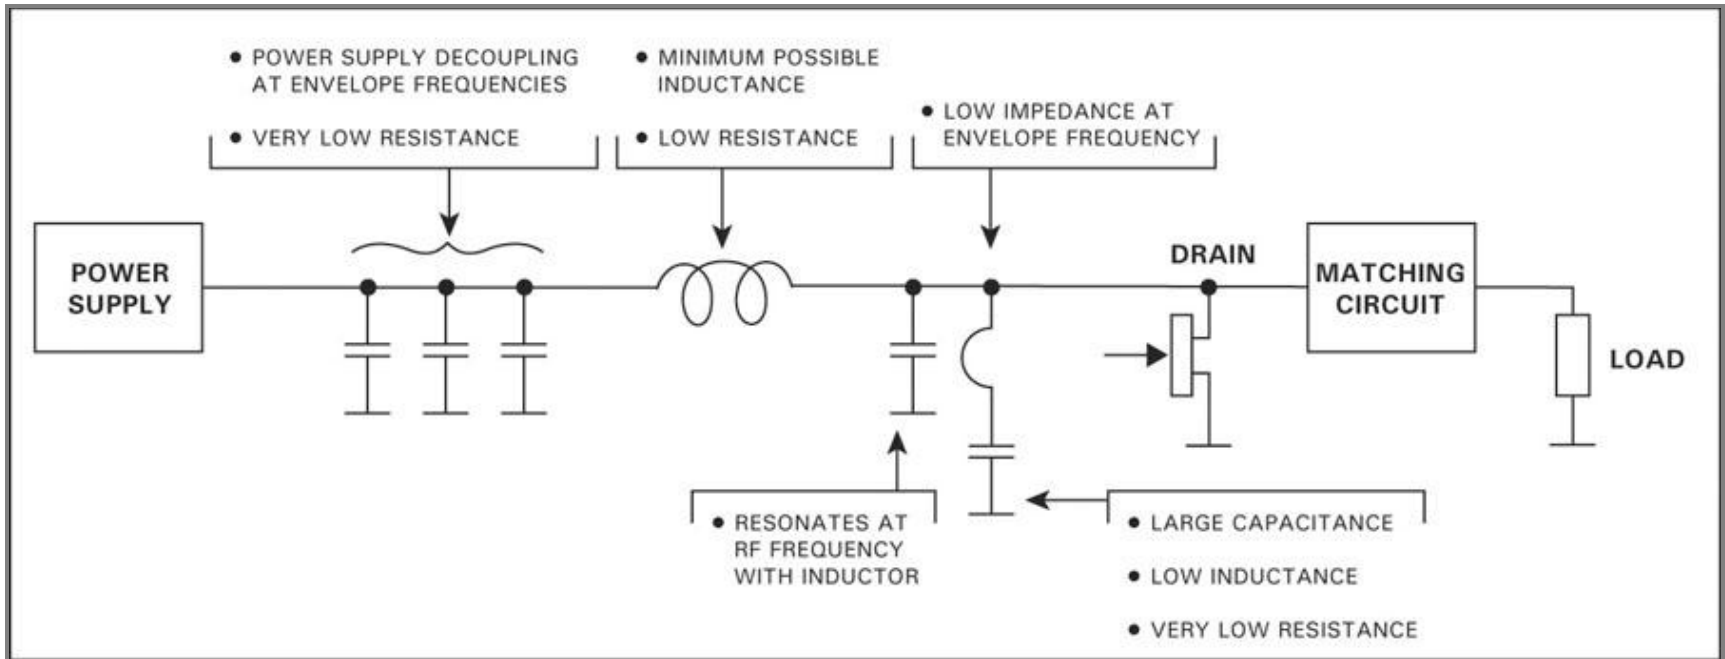 • POWER SUPPLY DECOUPLING
AT ENVELOPE FREQUENCIES
• VERY LOW RESISTANCE
• MINIMUM POSSIBLE
INDUCTANCE
• LOW RESISTANCE
• LOW IMPEDANCE AT
ENVELOPE FREQUENCY
POWER
SUPPLY
DRAIN
MATCHING
CIRCUIT
LOAD
• RESONATES AT
RF FREQUENCY
WITH INDUCTOR
• LARGE CAPACITANCE
• LOW INDUCTANCE
• VERY LOW RESISTANCE